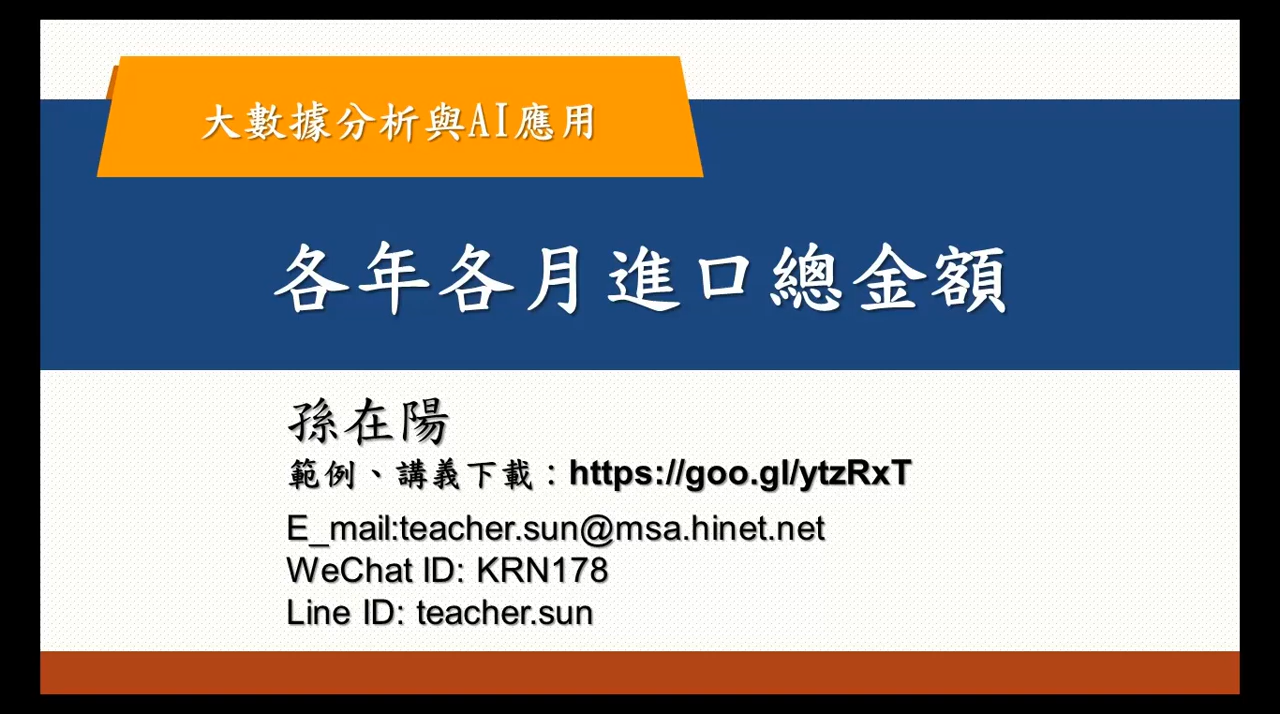 大數據分析與AI應用
各年各月進口總金額
孫在陽
範例、講義下載：https://goo.gl/ytzRxT
E_mail:teacher.sun@msa.hinet.net
WeChat ID: KRN178
Line ID: teacher.sun